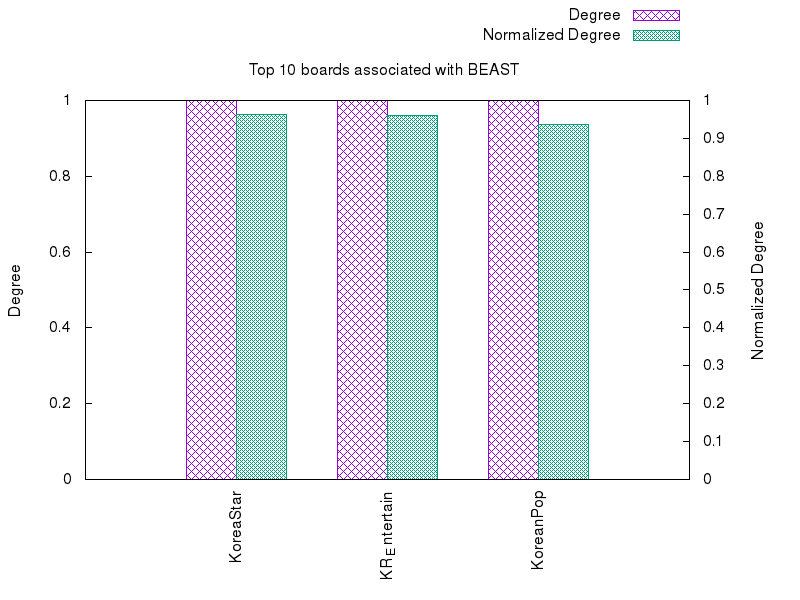 Degree
Normalized Degree
Top 10 boards associated with BEAST
1
0.8
0.6
0.4
0.2
0
Degree
1
0.9
0.8
0.7
0.6
0.5
0.4
0.3
0.2
0.1
0
Normalized Degree
KoreaStar
KREntertain
KoreanPop